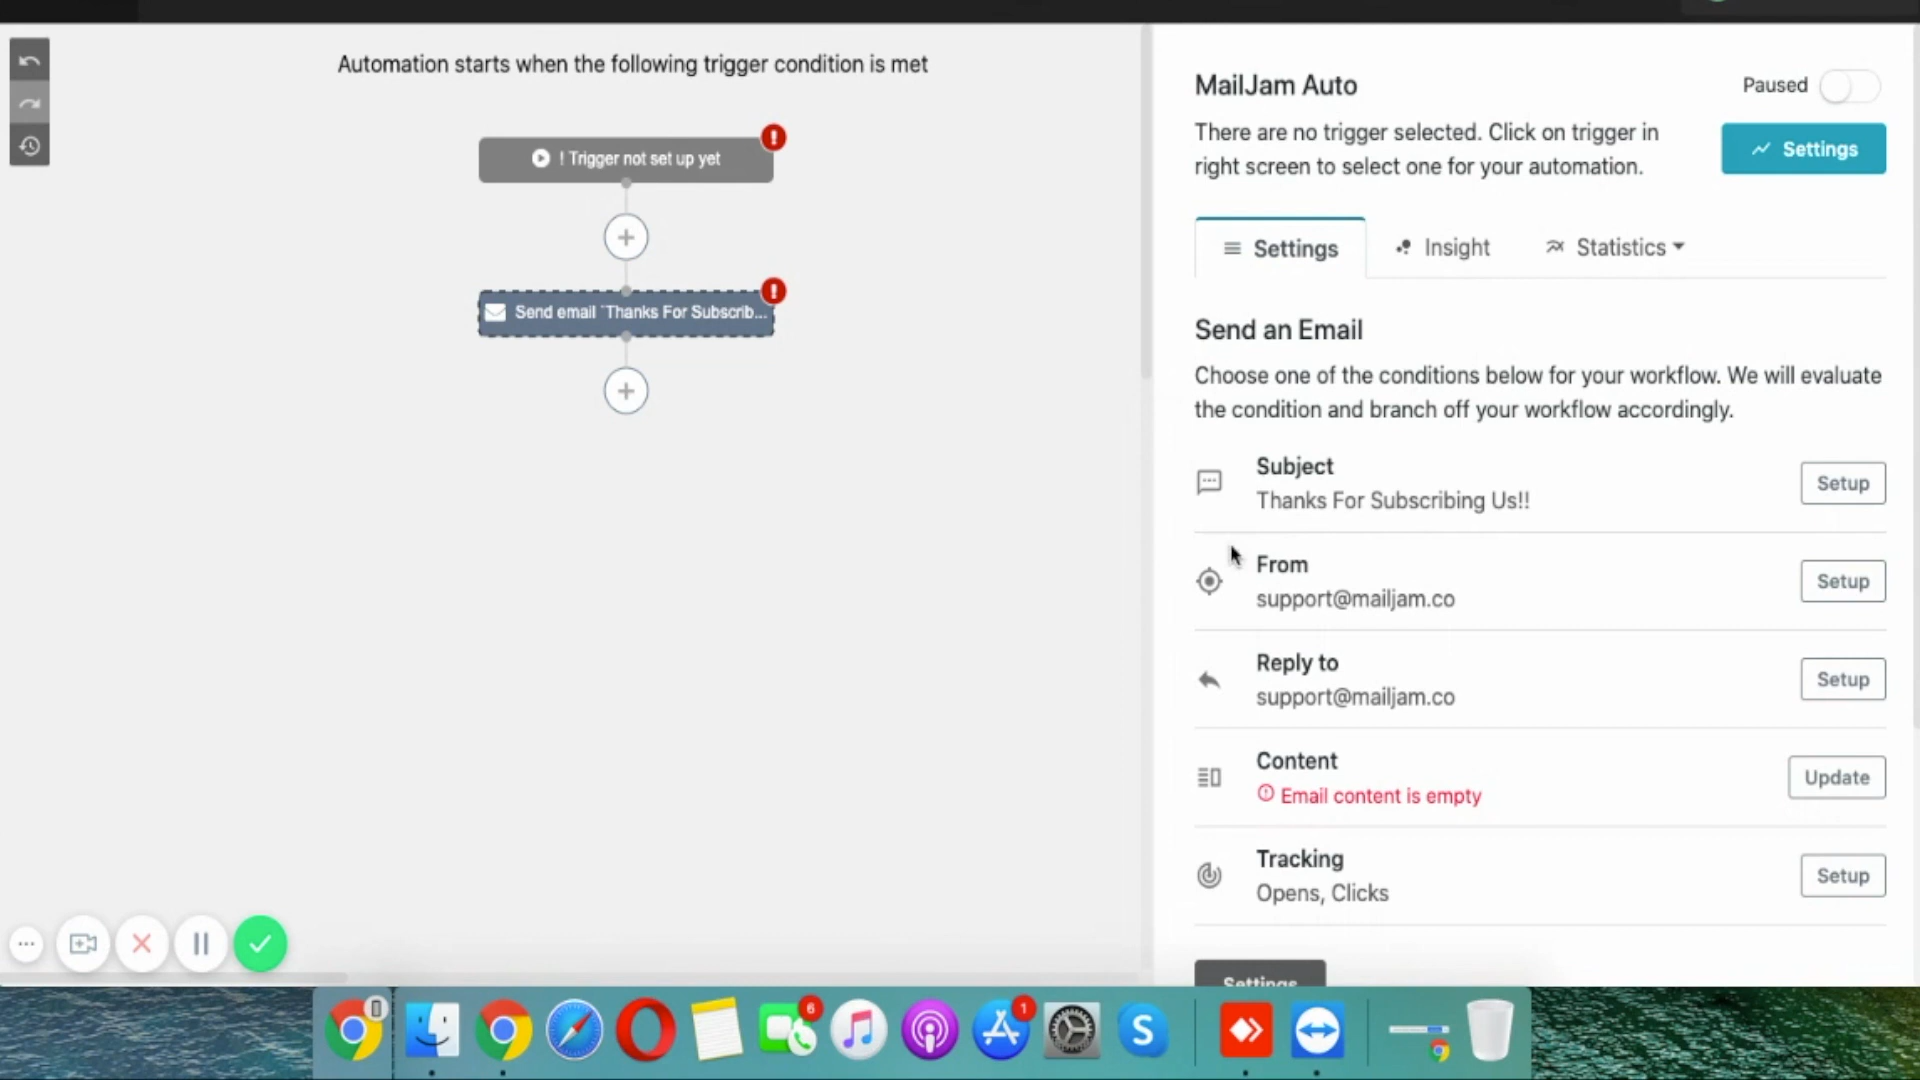 Automation starts when the following trigger condition is met
! Trigger not set up yet
!
Send email `Thanks For Subscrib...
!
MailJam Auto
Paused
There are no trigger selected. Click on trigger in
right screen to select one for your automation.
Settings
Settings
Insight
Statistics
Send an Email
Choose one of the conditions below for your workflow. We will evaluate
the condition and branch off your workflow accordingly.
Subject
Thanks For Subscribing Us!!
Setup
From
support@mailjam.co
Setup
Reply to
support@mailjam.co
Setup
Content
Email content is empty
Update
Tracking
Opens, Clicks
Setup
Settings
6
1
S